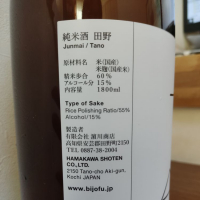 純米酒 田野
Junmai / Tano
原材料名 米(国産)
米麹(国産米)
精米歩合 60%
アルコール分 15%
内容量 1800ml
Type of Sake
Rice Polishing Ratio/60%
Alcohol/15%
製造者
有限会社 濵川商店
高知県安芸郡田野町2150
Tel. 0887-38-2004
HAMAKAWA SHOTEN
CO.,LTD.
2150 Tano-cho Aki-gun,
Kochi JAPAN
www.bijofu.jp